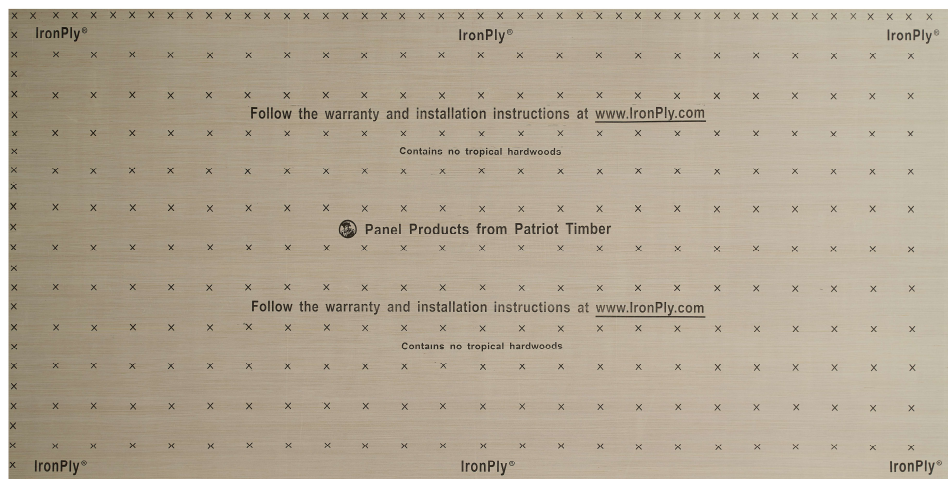 IronPly® IronPly® IronPly®
Follow the warranty and installation instructions at www.IronPly.com
Contains no tropical hardwoods
Panel Products from Patriot Timber
Follow the warranty and installation instructions at www.IronPly.com
Contains no tropical hardwoods
IronPly® IronPly® IronPly®